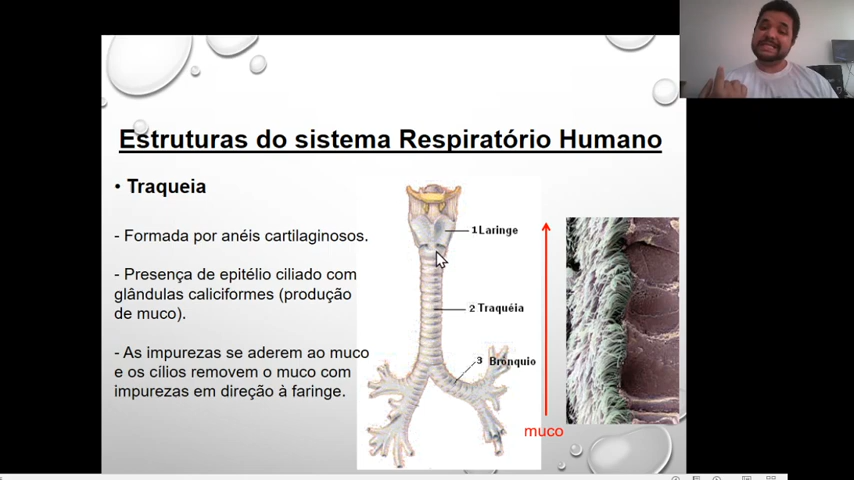 Estruturas do sistema Respiratório Humano
• Traqueia
- Formada por anéis cartilaginosos.
- Presença de epitélio ciliado com
glândulas caliciformes (produção
de muco).
- As impurezas se aderem ao muco
e os cílios removem o muco com
impurezas em direção à faringe.
1 Laringe
2 Traquéia
3 Brônquio
muco